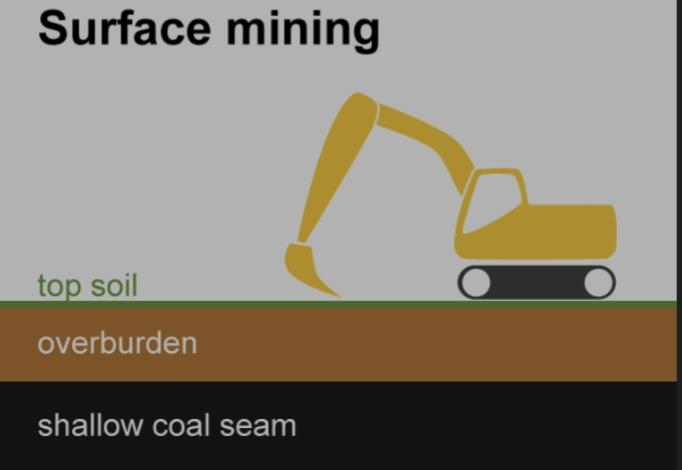 Surface mining
top soil
overburden
shallow coal seam